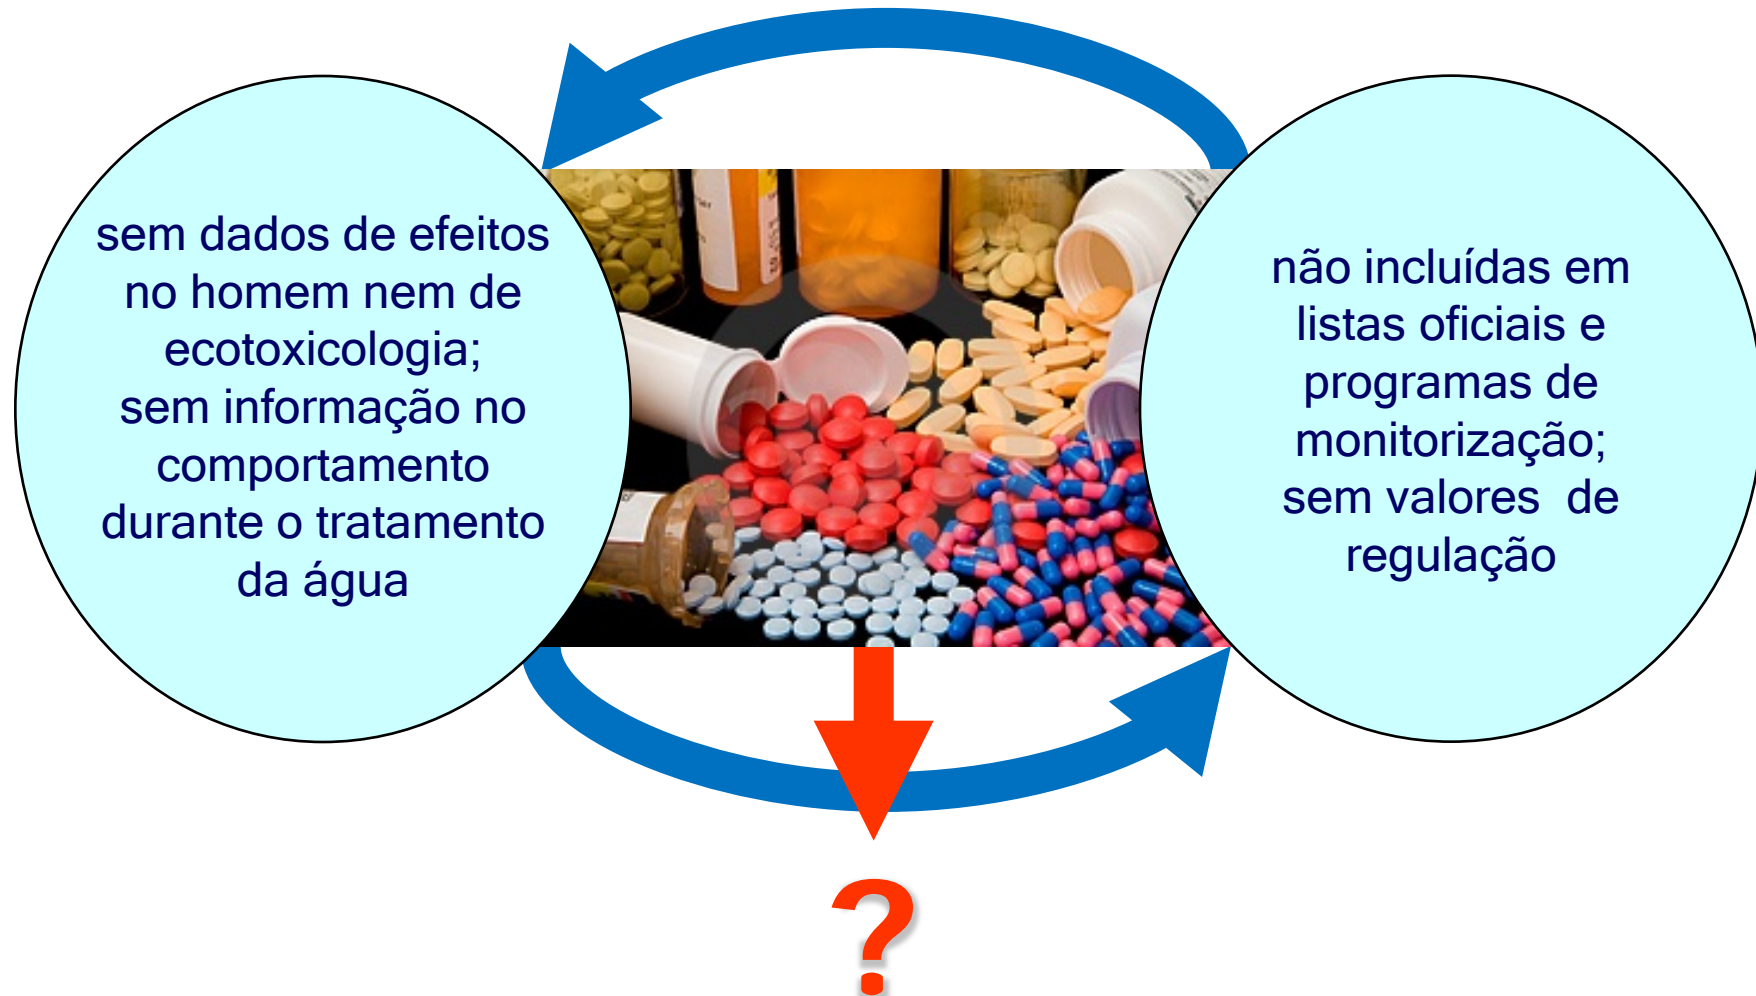 sem dados de efeitos
no homem nem de
ecotoxicologia;
sem informação no
comportamento
durante o tratamento
da água
não incluídas em
listas oficiais e
programas de
monitorização;
sem valores  de
regulação
?